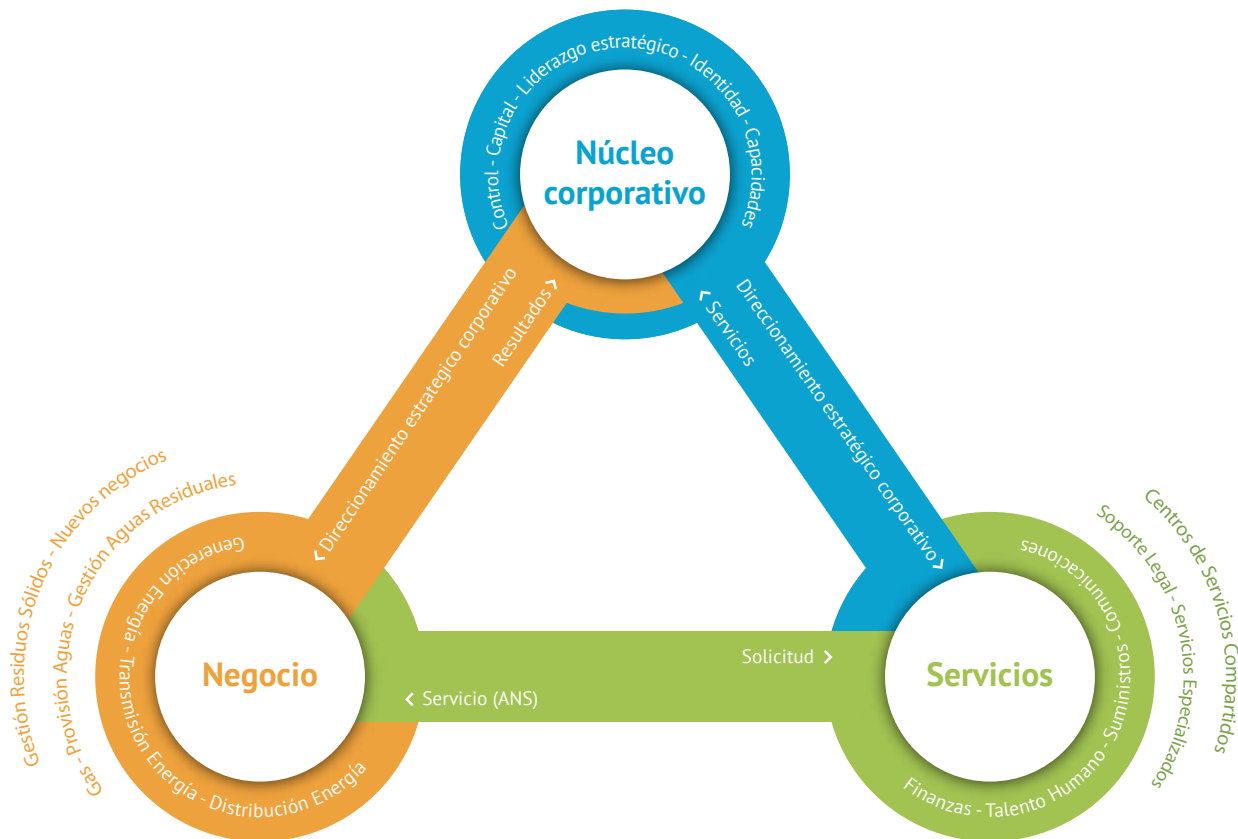 Control - Capital - Liderazgo estratégico - Identidad - Capacidades
Núcleo
corporativo
‹ Direccionamiento estrategico corporativo
Resultados ›
‹ Servicios
Direccionamiento estratégico corporativo ›
Gestión Residuos Sólidos - Nuevos negocios
Gas - Provisión Aguas - Gestión Aguas Residuales
Genereción Energía - Transmisión Energía - Distribución Energía
Negocio
Solicitud ›
‹ Servicio (ANS)
Servicios
Finanzas - Talento Humano - Suministros - Comunicaciones
Soporte Legal - Servicios Especializados
Centros de Servicios Compartidos